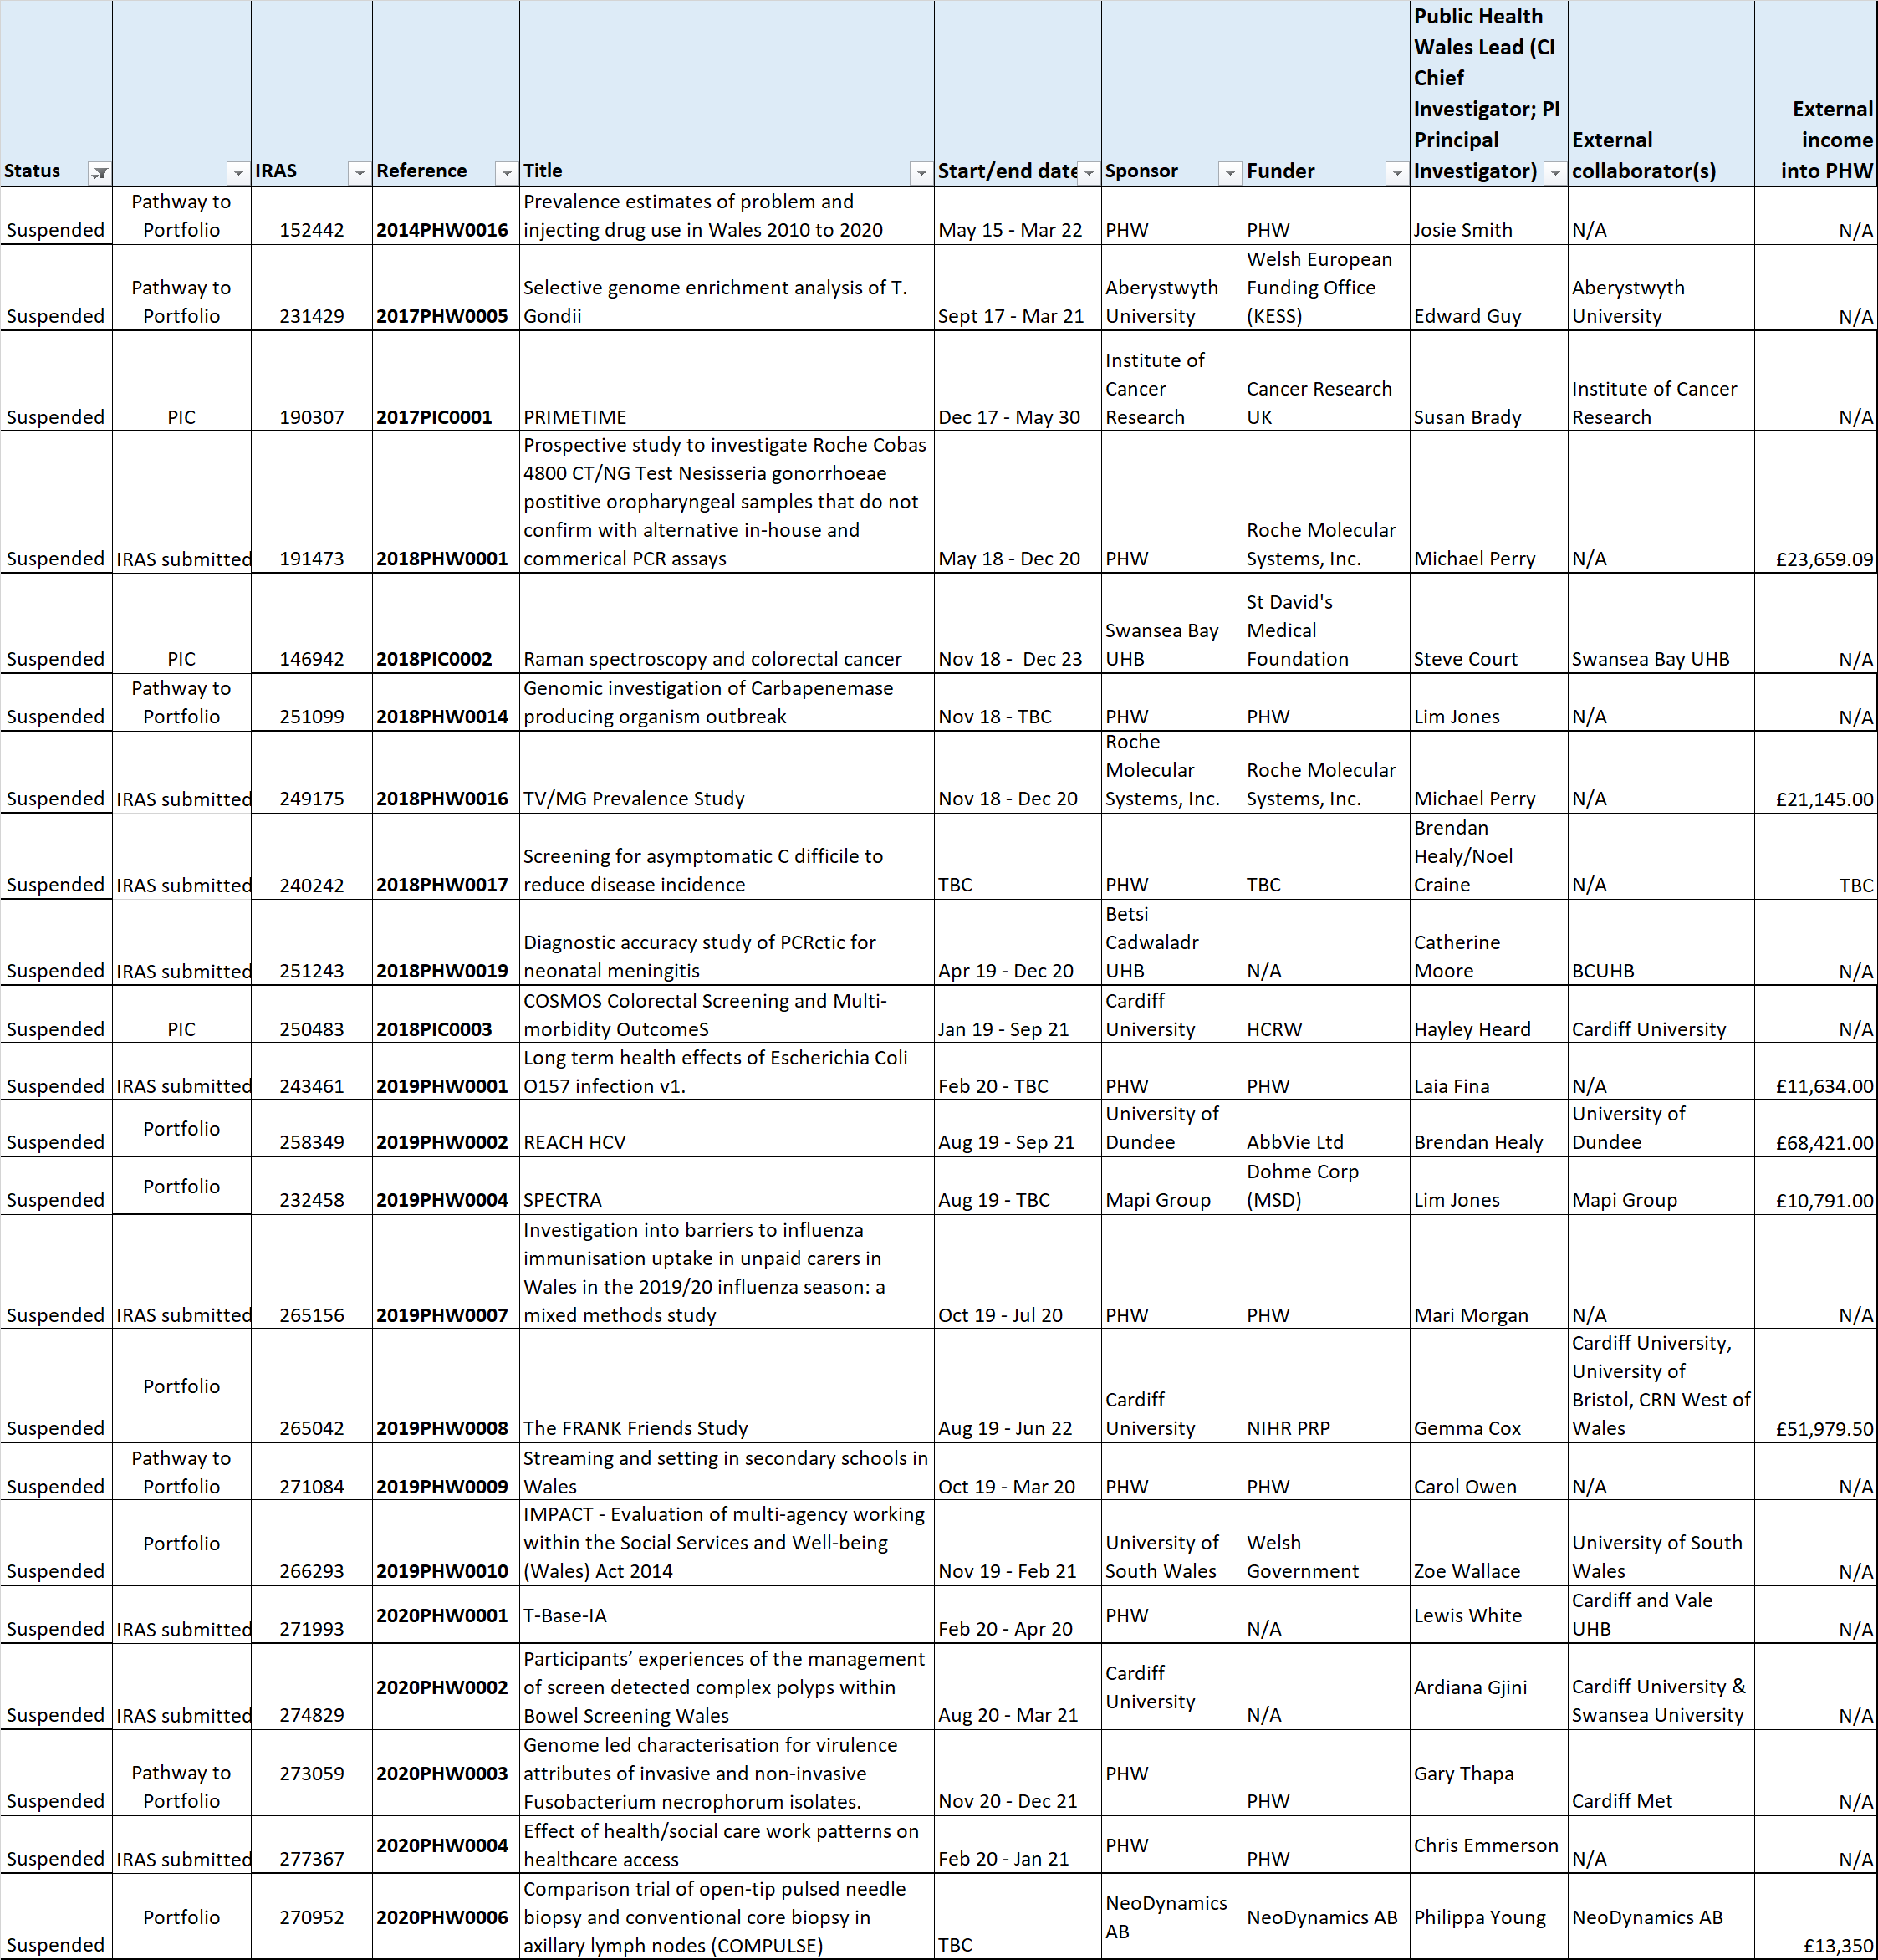 Status
IRAS
Reference
Title
Start/end date
Sponsor
Funder
Public Health
Wales Lead (CI
Chief
Investigator; PI
Principal
Investigator)
External
collaborator(s)
External
income
into PHW
Suspended
Pathway to
Portfolio
152442
2014PHW0016
Prevalence estimates of problem and
injecting drug use in Wales 2010 to 2020
May 15 - Mar 22
PHW
PHW
Josie Smith
N/A
N/A
Suspended
Pathway to
Portfolio
231429
2017PHW0005
Selective genome enrichment analysis of T.
Gondii
Sept 17 - Mar 21
Aberystwyth
University
Welsh European
Funding Office
(KESS)
Edward Guy
Aberystwyth
University
N/A
Suspended
PIC
190307
2017PIC0001
PRIMETIME
Dec 17 - May 30
Institute of
Cancer
Research
Cancer Research
UK
Susan Brady
Institute of Cancer
Research
N/A
Suspended
IRAS submitted
191473
2018PHW0001
Prospective study to investigate Roche Cobas
4800 CT/NG Test Nesisseria gonorrhoeae
postitive oropharyngeal samples that do not
confirm with alternative in-house and
commerical PCR assays
May 18 - Dec 20
PHW
Roche Molecular
Systems, Inc.
Michael Perry
N/A
£23,659.09
Suspended
PIC
146942
2018PIC0002
Raman spectroscopy and colorectal cancer
Nov 18 -  Dec 23
Swansea Bay
UHB
St David's
Medical
Foundation
Steve Court
Swansea Bay UHB
N/A
Suspended
Pathway to
Portfolio
251099
2018PHW0014
Genomic investigation of Carbapenemase
producing organism outbreak
Nov 18 - TBC
PHW
PHW
Lim Jones
N/A
N/A
Suspended
IRAS submitted
249175
2018PHW0016
TV/MG Prevalence Study
Nov 18 - Dec 20
Roche
Molecular
Systems, Inc.
Roche Molecular
Systems, Inc.
Michael Perry
N/A
£21,145.00
Suspended
IRAS submitted
240242
2018PHW0017
Screening for asymptomatic C difficile to
reduce disease incidence
TBC
PHW
TBC
Brendan
Healy/Noel
Craine
N/A
TBC
Suspended
IRAS submitted
251243
2018PHW0019
Diagnostic accuracy study of PCRctic for
neonatal meningitis
Apr 19 - Dec 20
Betsi
Cadwaladr
UHB
N/A
Catherine
Moore
BCUHB
N/A
Suspended
PIC
250483
2018PIC0003
COSMOS Colorectal Screening and Multi-
morbidity OutcomeS
Jan 19 - Sep 21
Cardiff
University
HCRW
Hayley Heard
Cardiff University
N/A
Suspended
IRAS submitted
243461
2019PHW0001
Long term health effects of Escherichia Coli
O157 infection v1.
Feb 20 - TBC
PHW
PHW
Laia Fina
N/A
£11,634.00
Suspended
Portfolio
258349
2019PHW0002
REACH HCV
Aug 19 - Sep 21
University of
Dundee
AbbVie Ltd
Brendan Healy
University of
Dundee
£68,421.00
Suspended
Portfolio
232458
2019PHW0004
SPECTRA
Aug 19 - TBC
Mapi Group
Dohme Corp
(MSD)
Lim Jones
Mapi Group
£10,791.00
Suspended
IRAS submitted
265156
2019PHW0007
Investigation into barriers to influenza
immunisation uptake in unpaid carers in
Wales in the 2019/20 influenza season: a
mixed methods study
Oct 19 - Jul 20
PHW
PHW
Mari Morgan
N/A
N/A
Suspended
Portfolio
265042
2019PHW0008
The FRANK Friends Study
Aug 19 - Jun 22
Cardiff
University
NIHR PRP
Gemma Cox
Cardiff University,
University of
Bristol, CRN West of
Wales
£51,979.50
Suspended
Pathway to
Portfolio
271084
2019PHW0009
Streaming and setting in secondary schools in
Wales
Oct 19 - Mar 20
PHW
PHW
Carol Owen
N/A
N/A
Suspended
Portfolio
266293
2019PHW0010
IMPACT - Evaluation of multi-agency working
within the Social Services and Well-being
(Wales) Act 2014
Nov 19 - Feb 21
University of
South Wales
Welsh
Government
Zoe Wallace
University of South
Wales
N/A
Suspended
IRAS submitted
271993
2020PHW0001
T-Base-IA
Feb 20 - Apr 20
PHW
N/A
Lewis White
Cardiff and Vale
UHB
N/A
Suspended
IRAS submitted
274829
2020PHW0002
Participants’ experiences of the management
of screen detected complex polyps within
Bowel Screening Wales
Aug 20 - Mar 21
Cardiff
University
N/A
Ardiana Gjini
Cardiff University &
Swansea University
N/A
Suspended
Pathway to
Portfolio
273059
2020PHW0003
Genome led characterisation for virulence
attributes of invasive and non-invasive
Fusobacterium necrophorum isolates.
Nov 20 - Dec 21
PHW
PHW
Gary Thapa
Cardiff Met
N/A
Suspended
IRAS submitted
277367
2020PHW0004
Effect of health/social care work patterns on
healthcare access
Feb 20 - Jan 21
PHW
PHW
Chris Emmerson
N/A
N/A
Suspended
Portfolio
270952
2020PHW0006
Comparison trial of open-tip pulsed needle
biopsy and conventional core biopsy in
axillary lymph nodes (COMPULSE)
TBC
NeoDynamics
AB
NeoDynamics AB
Philippa Young
NeoDynamics AB
£13,350